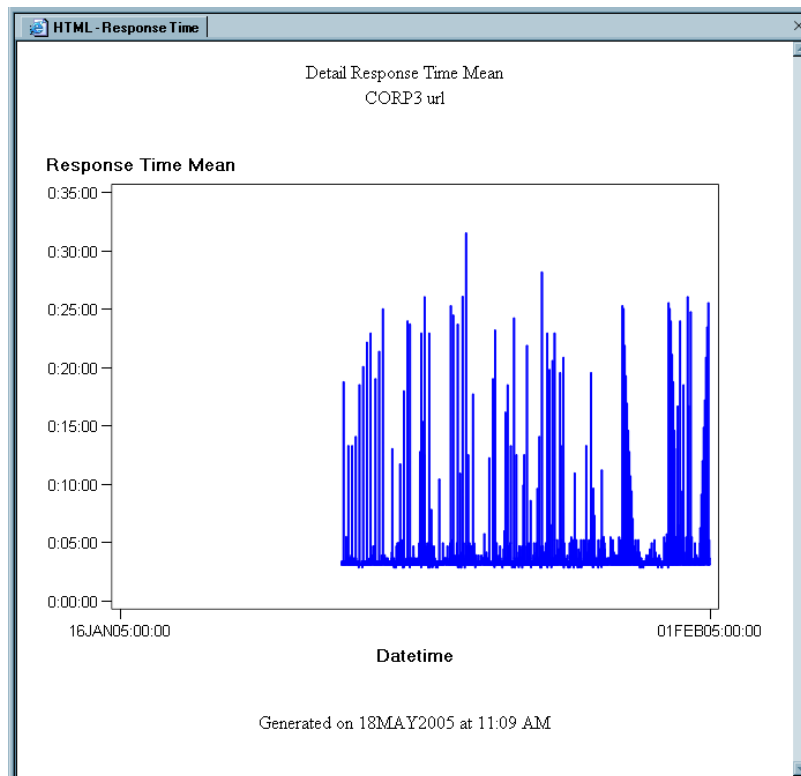 HTML - Response Time
Detail Response Time Mean
CORP3 url
Response Time Mean
0:35:00
0:30:00
0:25:00
0:20:00
0:15:00
0:10:00
0:05:00
0:00:00
16JAN05:00:00
01FEB05:00:00
Datetime
Generated on 18MAY2005 at 11:09 AM